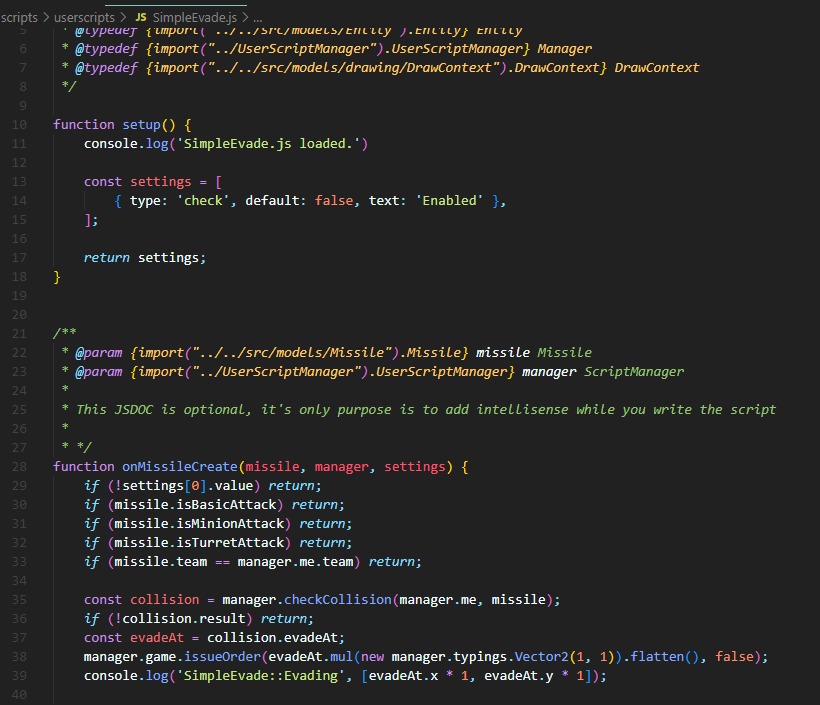 scripts > userscripts > JS SimpleEvade.js > ...
5 * @typedef {import("../../src/models/Entity").Entity} Entity
6 * @typedef {import("../UserScriptManager").UserScriptManager} Manager
7 * @typedef {import("../../src/models/drawing/DrawContext").DrawContext} DrawContext
8 */
9
10 function setup() {
11 console.log('SimpleEvade.js loaded.')
12
13 const settings = [
14 { type: 'check', default: false, text: 'Enabled' },
15 ];
16
17 return settings;
18 }
19
20
21 /**
22 * @param {import("../../src/models/Missile").Missile} missile Missile
23 * @param {import("../UserScriptManager").UserScriptManager} manager ScriptManager
24 *
25 * This JSDOC is optional, it's only purpose is to add intellisense while you write the script
26 *
27 * */
28 function onMissileCreate(missile, manager, settings) {
29 if (!settings[0].value) return;
30 if (missile.isBasicAttack) return;
31 if (missile.isMinionAttack) return;
32 if (missile.isTurretAttack) return;
33 if (missile.team == manager.me.team) return;
34
35 const collision = manager.checkCollision(manager.me, missile);
36 if (!collision.result) return;
37 const evadeAt = collision.evadeAt;
38 manager.game.issueOrder(evadeAt.mul(new manager.typings.Vector2(1, 1)).flatten(), false);
39 console.log('SimpleEvade::Evading', [evadeAt.x * 1, evadeAt.y * 1]);
40